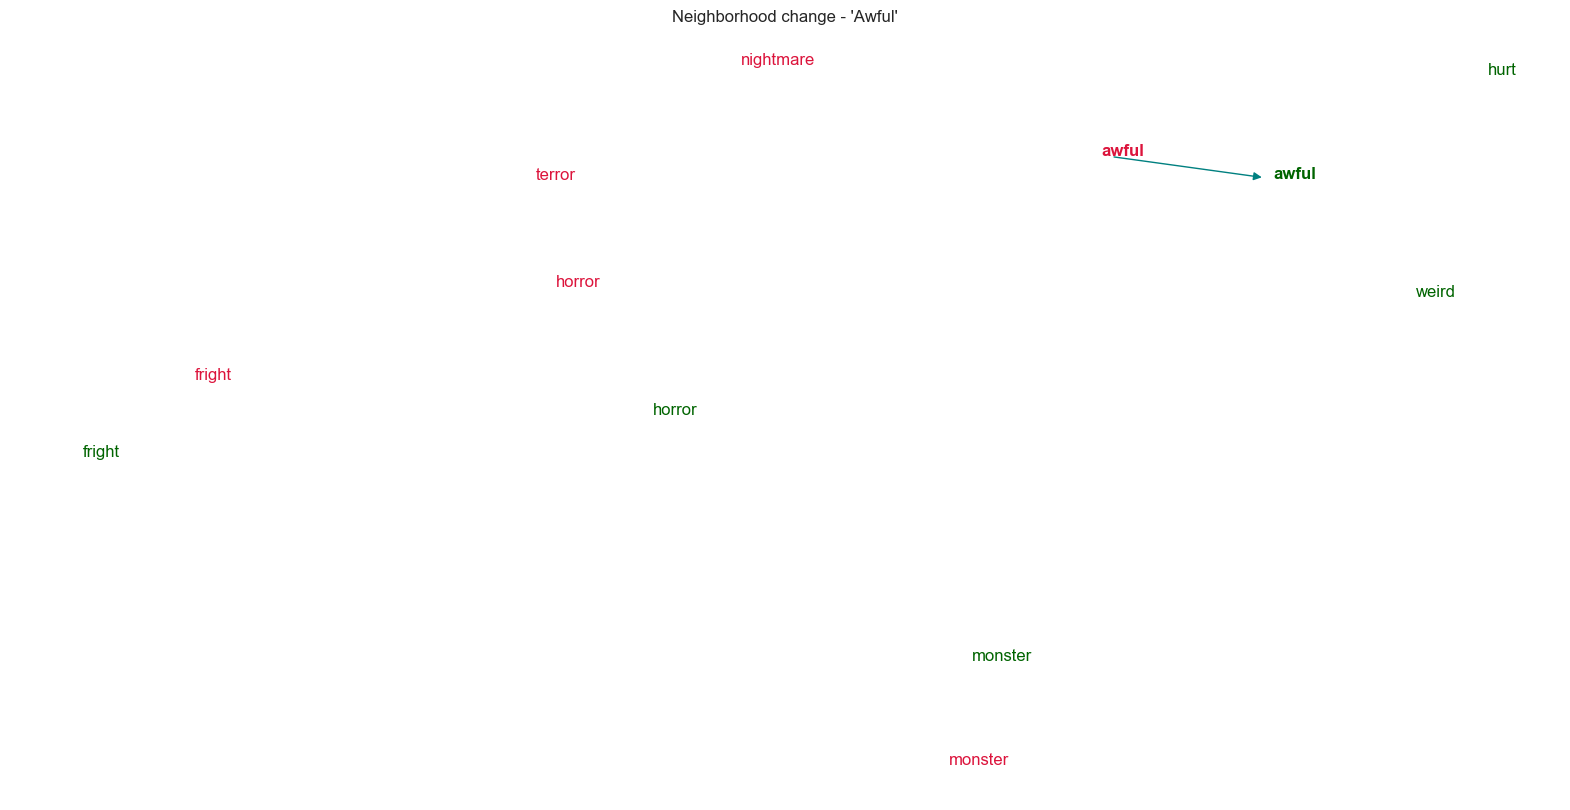 Neighborhood change - 'Awful'
nightmare
hurt
awful
terror
awful
horror
weird
fright
horror
fright
monster
monster